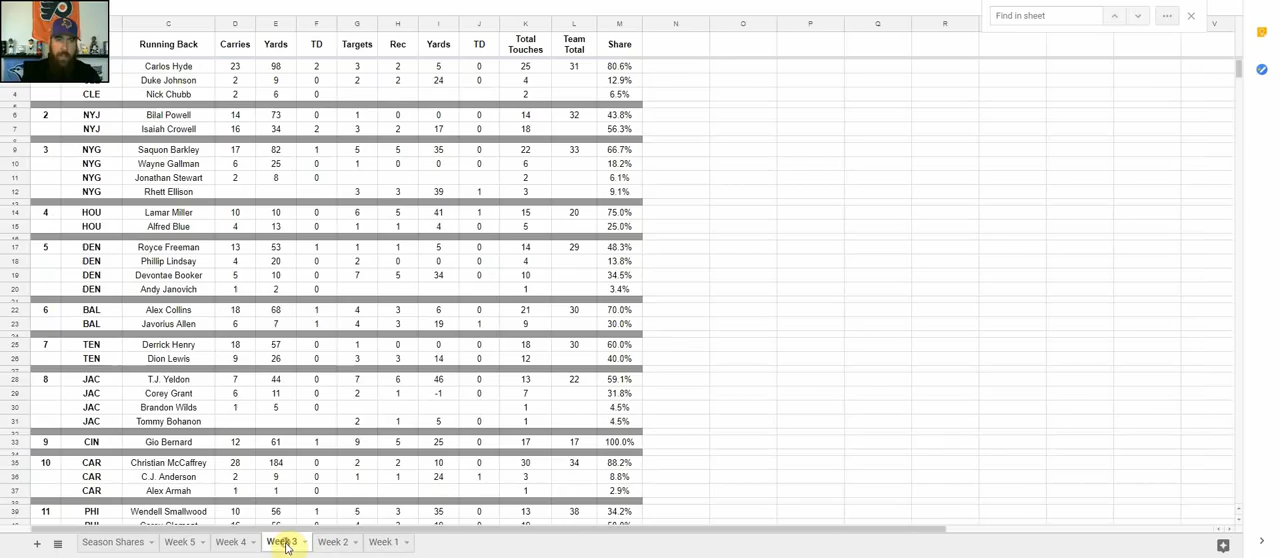 Find in sheet
C D E F G H I J K L M N O P Q R V
Running Back Carries Yards TD Targets Rec Yards TD Total Touches Team Total Share
Carlos Hyde 23 98 2 3 2 5 0 25 31 80.6%
Duke Johnson 2 9 0 2 2 24 0 4 12.9%
4 CLE Nick Chubb 2 6 0 2 6.5%
6 2 NYJ Bilal Powell 14 73 0 1 0 0 0 14 32 43.8%
7 NYJ Isaiah Crowell 16 34 2 3 2 17 0 18 56.3%
9 3 NYG Saquon Barkley 17 82 1 5 5 35 0 22 33 66.7%
10 NYG Wayne Gallman 6 25 0 1 0 0 0 6 18.2%
11 NYG Jonathan Stewart 2 8 0 2 6.1%
12 NYG Rhett Ellison 3 3 39 1 3 9.1%
14 4 HOU Lamar Miller 10 10 0 6 5 41 1 15 20 75.0%
15 HOU Alfred Blue 4 13 0 1 1 4 0 5 25.0%
17 5 DEN Royce Freeman 13 53 1 1 1 5 0 14 29 48.3%
18 DEN Phillip Lindsay 4 20 0 2 0 0 0 4 13.8%
19 DEN Devontae Booker 5 10 0 7 5 34 0 10 34.5%
20 DEN Andy Janovich 1 2 0 1 3.4%
22 6 BAL Alex Collins 18 68 1 4 3 6 0 21 30 70.0%
23 BAL Javorius Allen 6 7 1 4 3 19 1 9 30.0%
25 7 TEN Derrick Henry 18 57 0 1 0 0 0 18 30 60.0%
26 TEN Dion Lewis 9 26 0 3 3 14 0 12 40.0%
28 8 JAC T.J. Yeldon 7 44 0 7 6 46 0 13 22 59.1%
29 JAC Corey Grant 6 11 0 2 1 -1 0 7 31.8%
30 JAC Brandon Wilds 1 5 0 1 4.5%
31 JAC Tommy Bohanon 2 1 5 0 1 4.5%
33 9 CIN Gio Bernard 12 61 1 9 5 25 0 17 17 100.0%
35 10 CAR Christian McCaffrey 28 184 0 2 2 10 0 30 34 88.2%
36 CAR C.J. Anderson 2 9 0 1 1 24 1 3 8.8%
37 CAR Alex Armah 1 1 0 1 2.9%
39 11 PHI Wendell Smallwood 10 56 1 5 3 35 0 13 38 34.2%
Season Shares Week 5 Week 4 Week 3 Week 2 Week 1